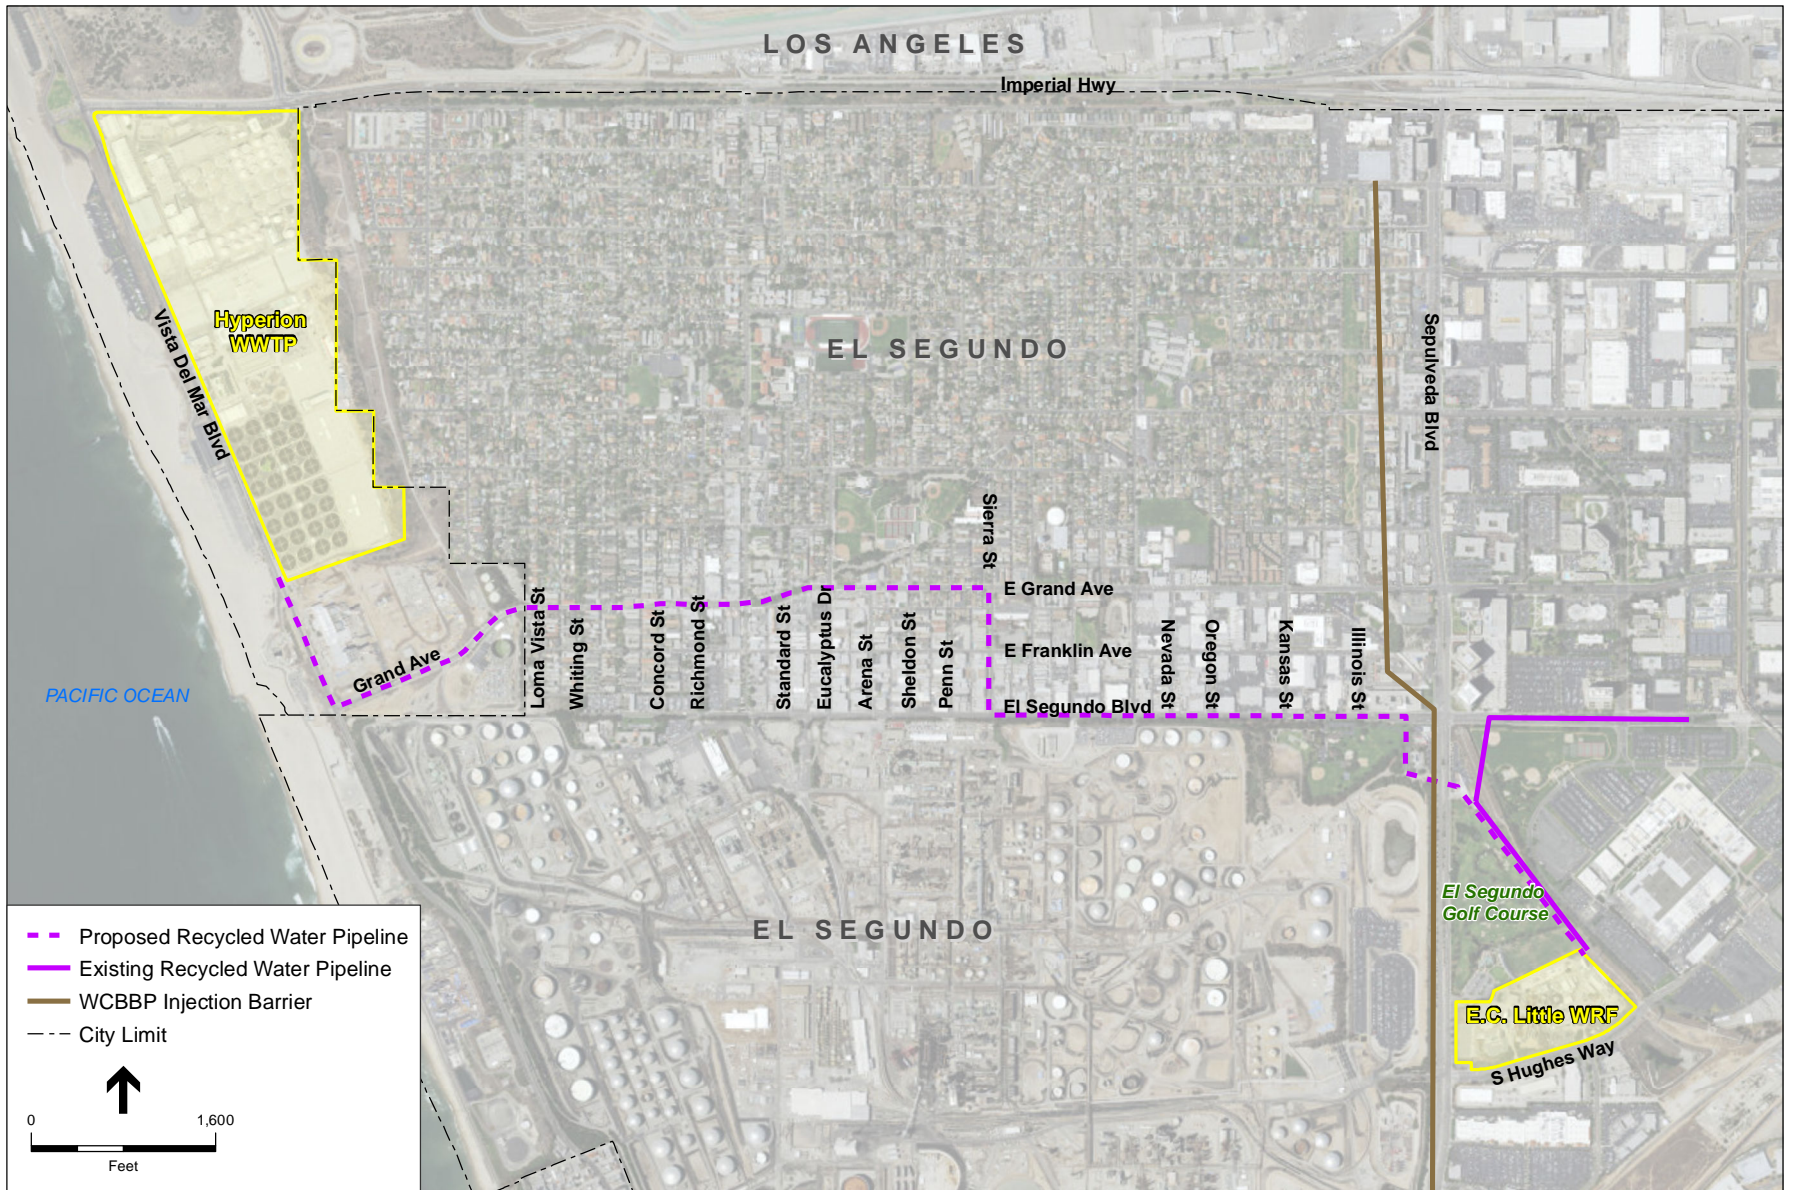 LOS ANGELES
Imperial Hwy
Hyperion
WWTP
Vista Del Mar Blvd
EL SEGUNDO
Sepulveda Blvd
Sierra St
E Grand Ave
E Franklin Ave
El Segundo Blvd
Grand Ave
Loma Vista St
Whiting St
Concord St
Richmond St
Standard St
Eucalyptus Dr
Arena St
Sheldon St
Penn St
Nevada St
Oregon St
Kansas St
Illinois St
PACIFIC OCEAN
El Segundo
Golf Course
EL SEGUNDO
E.C. Little WRF
S Hughes Way
Proposed Recycled Water Pipeline
Existing Recycled Water Pipeline
WCBBP Injection Barrier
City Limit
0 1,600
Feet